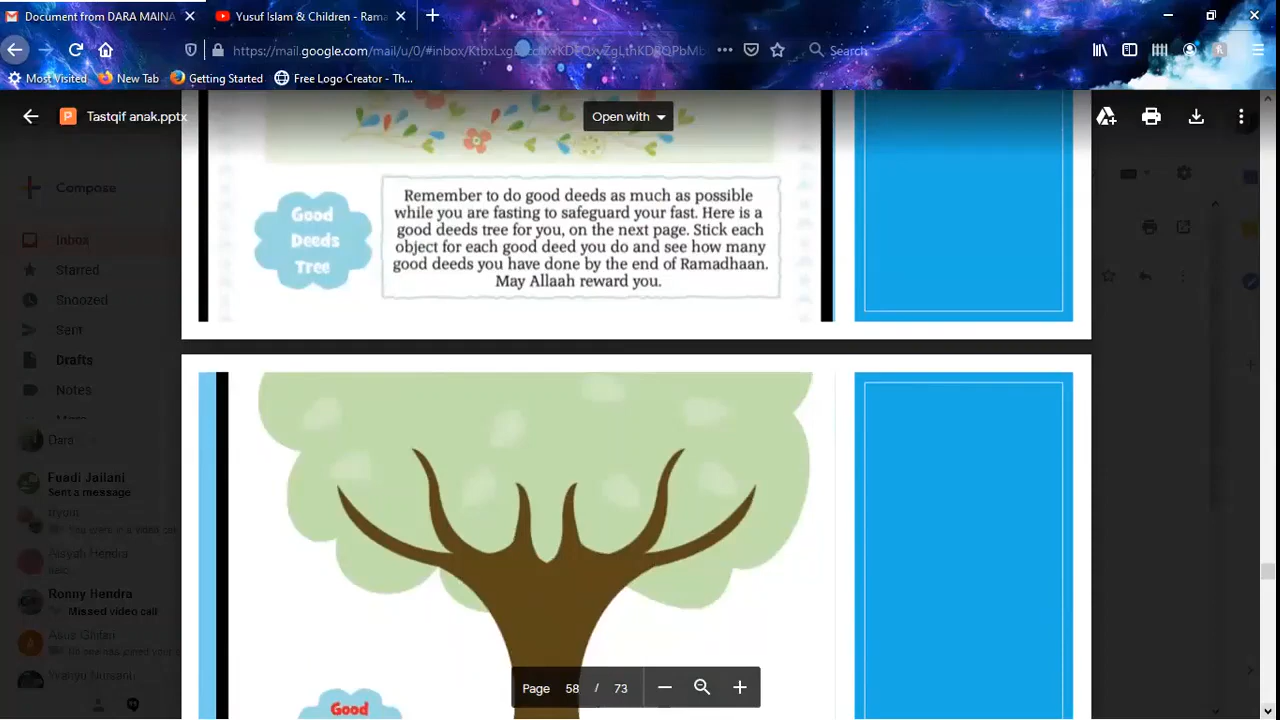 Document from DARA MAINA
Yusuf Islam & Children - Rama
https://mail.google.com/mail/u/0/#inbox/
Search
Most Visited
New Tab
Getting Started
Free Logo Creator - Th...
Tastqif anak.pptx
Open with
Compose
Inbox
Starred
Snoozed
Sent
Drafts
Notes
Dara
Fuadi Jailani
Sent a message
Aisyah Hendra
Ronny Hendra
Missed video call
Good
Deeds
Tree
Remember to do good deeds as much as possible
while you are fasting to safeguard your fast. Here is a
good deeds tree for you, on the next page. Stick each
object for each good deed you do and see how many
good deeds you have done by the end of Ramadhaan.
May Allaah reward you.
Good
Page 58 / 73